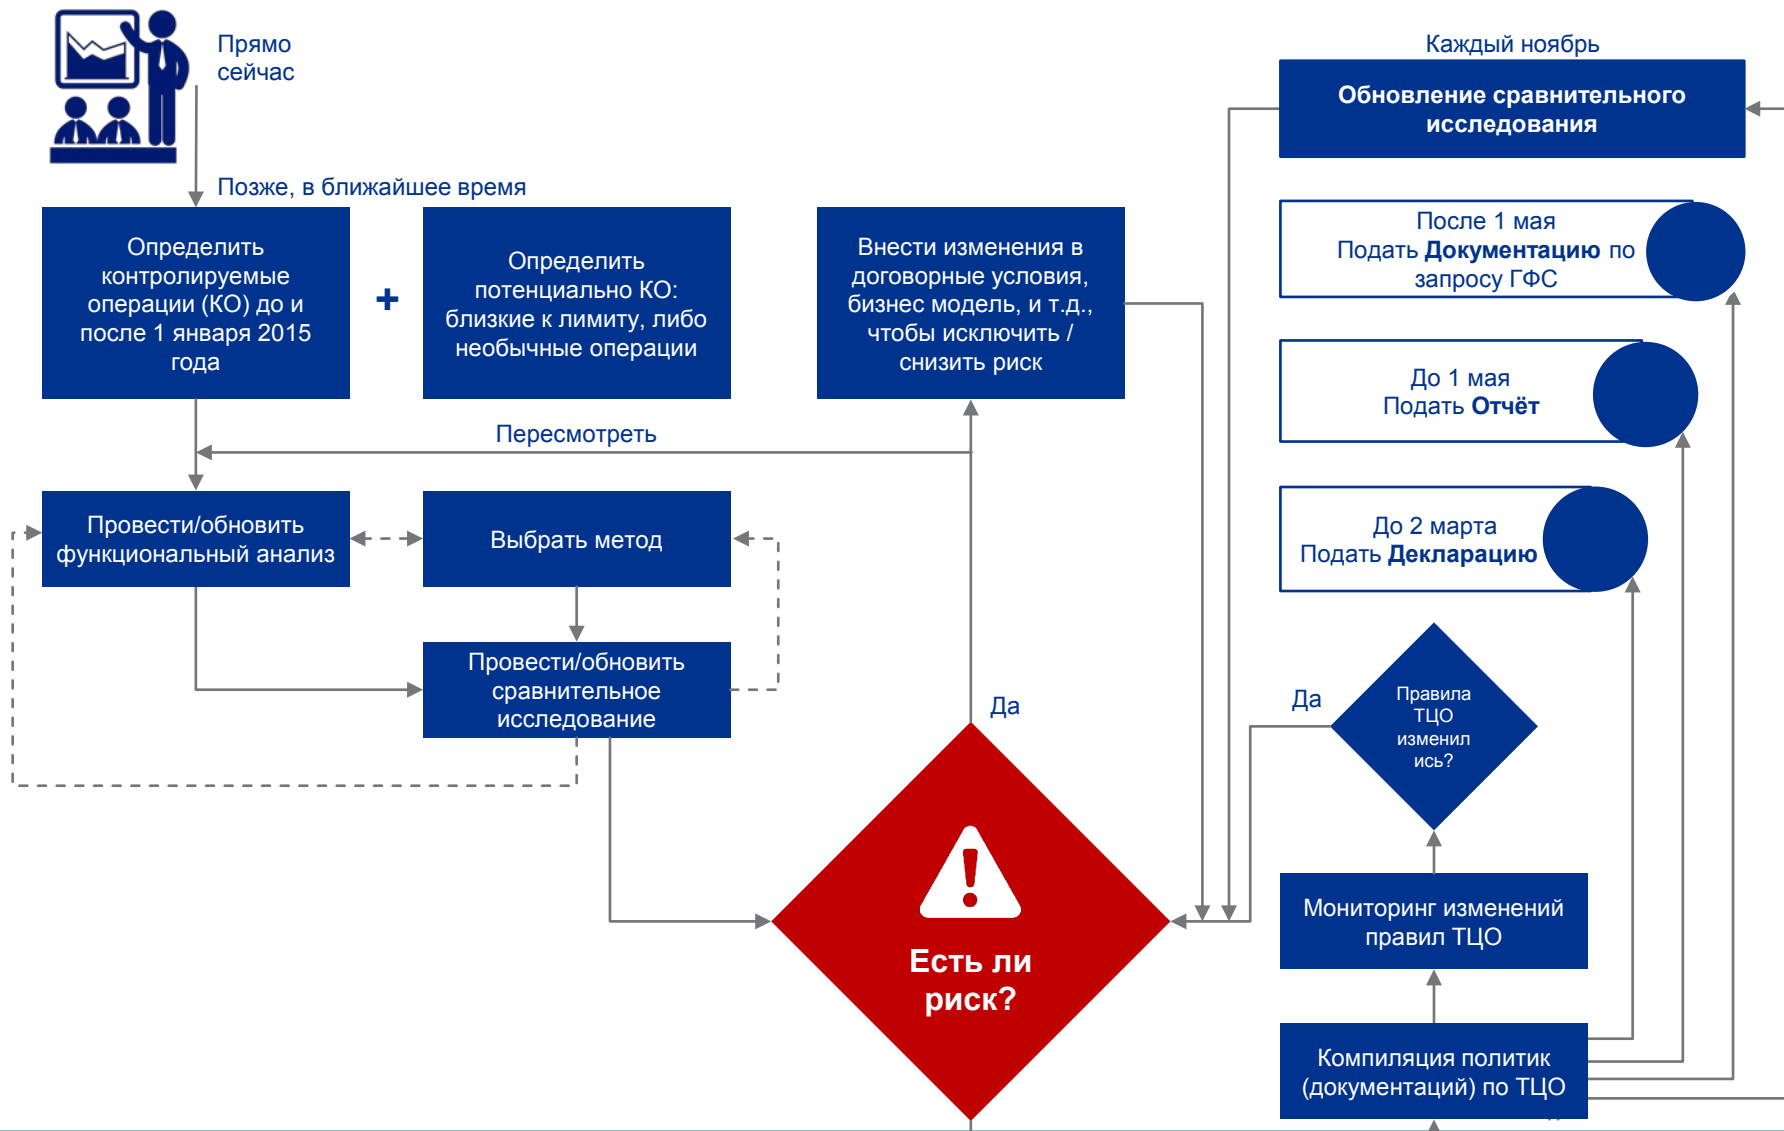 Прямо
сейчас
Позже, в ближайшее время
Определить
контролируемые
операции (КО) до и
после 1 января 2015
года
+
Определить
потенциально КО:
близкие к лимиту, либо
необычные операции
Внести изменения в
договорные условия,
бизнес модель, и т.д.,
чтобы исключить /
снизить риск
Пересмотреть
Провести/обновить
функциональный анализ
Выбрать метод
Провести/обновить
сравнительное
исследование
Да
Есть ли
риск?
Каждый ноябрь
Обновление сравнительного
исследования
После 1 мая
Подать Документацию по
запросу ГФС
До 1 мая
Подать Отчёт
До 2 марта
Подать Декларацию
Да
Правила
ТЦО
изменил
ись?
Мониторинг изменений
правил ТЦО
Компиляция политик
(документаций) по ТЦО